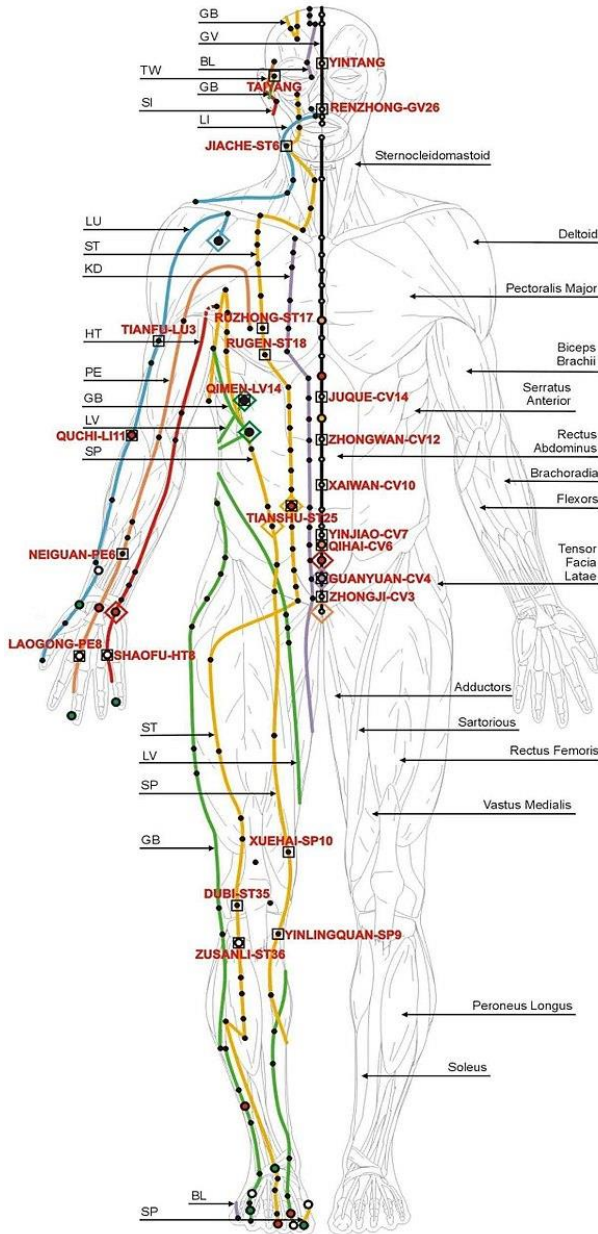 GB
GV
BL
YINTANG
TW
TAIYANG
GB
SI
RENZHONG-GV26
LI
JIACHE-ST6
Sternocleidomastoid
LU
ST
Deltoid
KD
Pectoralis Major
RUZHONG-ST17
TIANFU-LU3
HT
RUGEN-ST18
Biceps
Brachii
PE
QIMEN-LV14
Serratus
Anterior
GB
JUQUE-CV14
LV
QUCHI-LI11
ZHONGWAN-CV12
Rectus
Abdominus
SP
Brachoradia
XAIWAN-CV10
Flexors
TIANSHU-ST25
YINJIAO-CV7
QIHAI-CV6
NEIGUAN-PE6
Tensor
Facia
Latae
GUANYUAN-CV4
ZHONGJI-CV3
LAOGONG-PE8
SHAOFU-HT8
Adductors
ST
Sartorious
LV
Rectus Femoris
SP
Vastus Medialis
GB
XUEHAI-SP10
DUBI-ST35
YINLINGQUAN-SP9
ZUSANLI-ST36
Peroneus Longus
Soleus
BL
SP